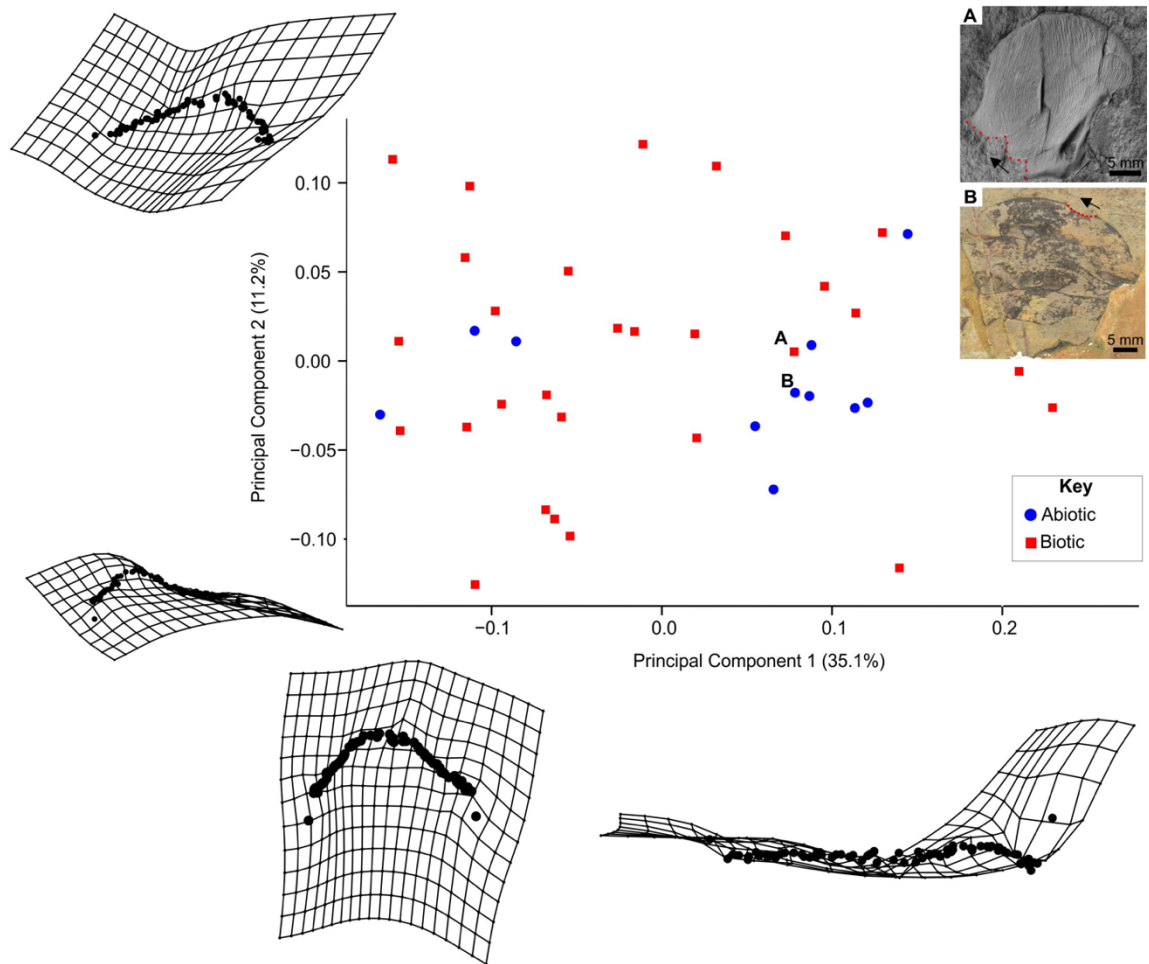 A
5 mm
B
5 mm
0.10
0.05
0.00
−0.05
−0.10
Principal Component 2 (11.2%)
A
B
Key
Abiotic
Biotic
−0.1
0.0
0.1
0.2
Principal Component 1 (35.1%)